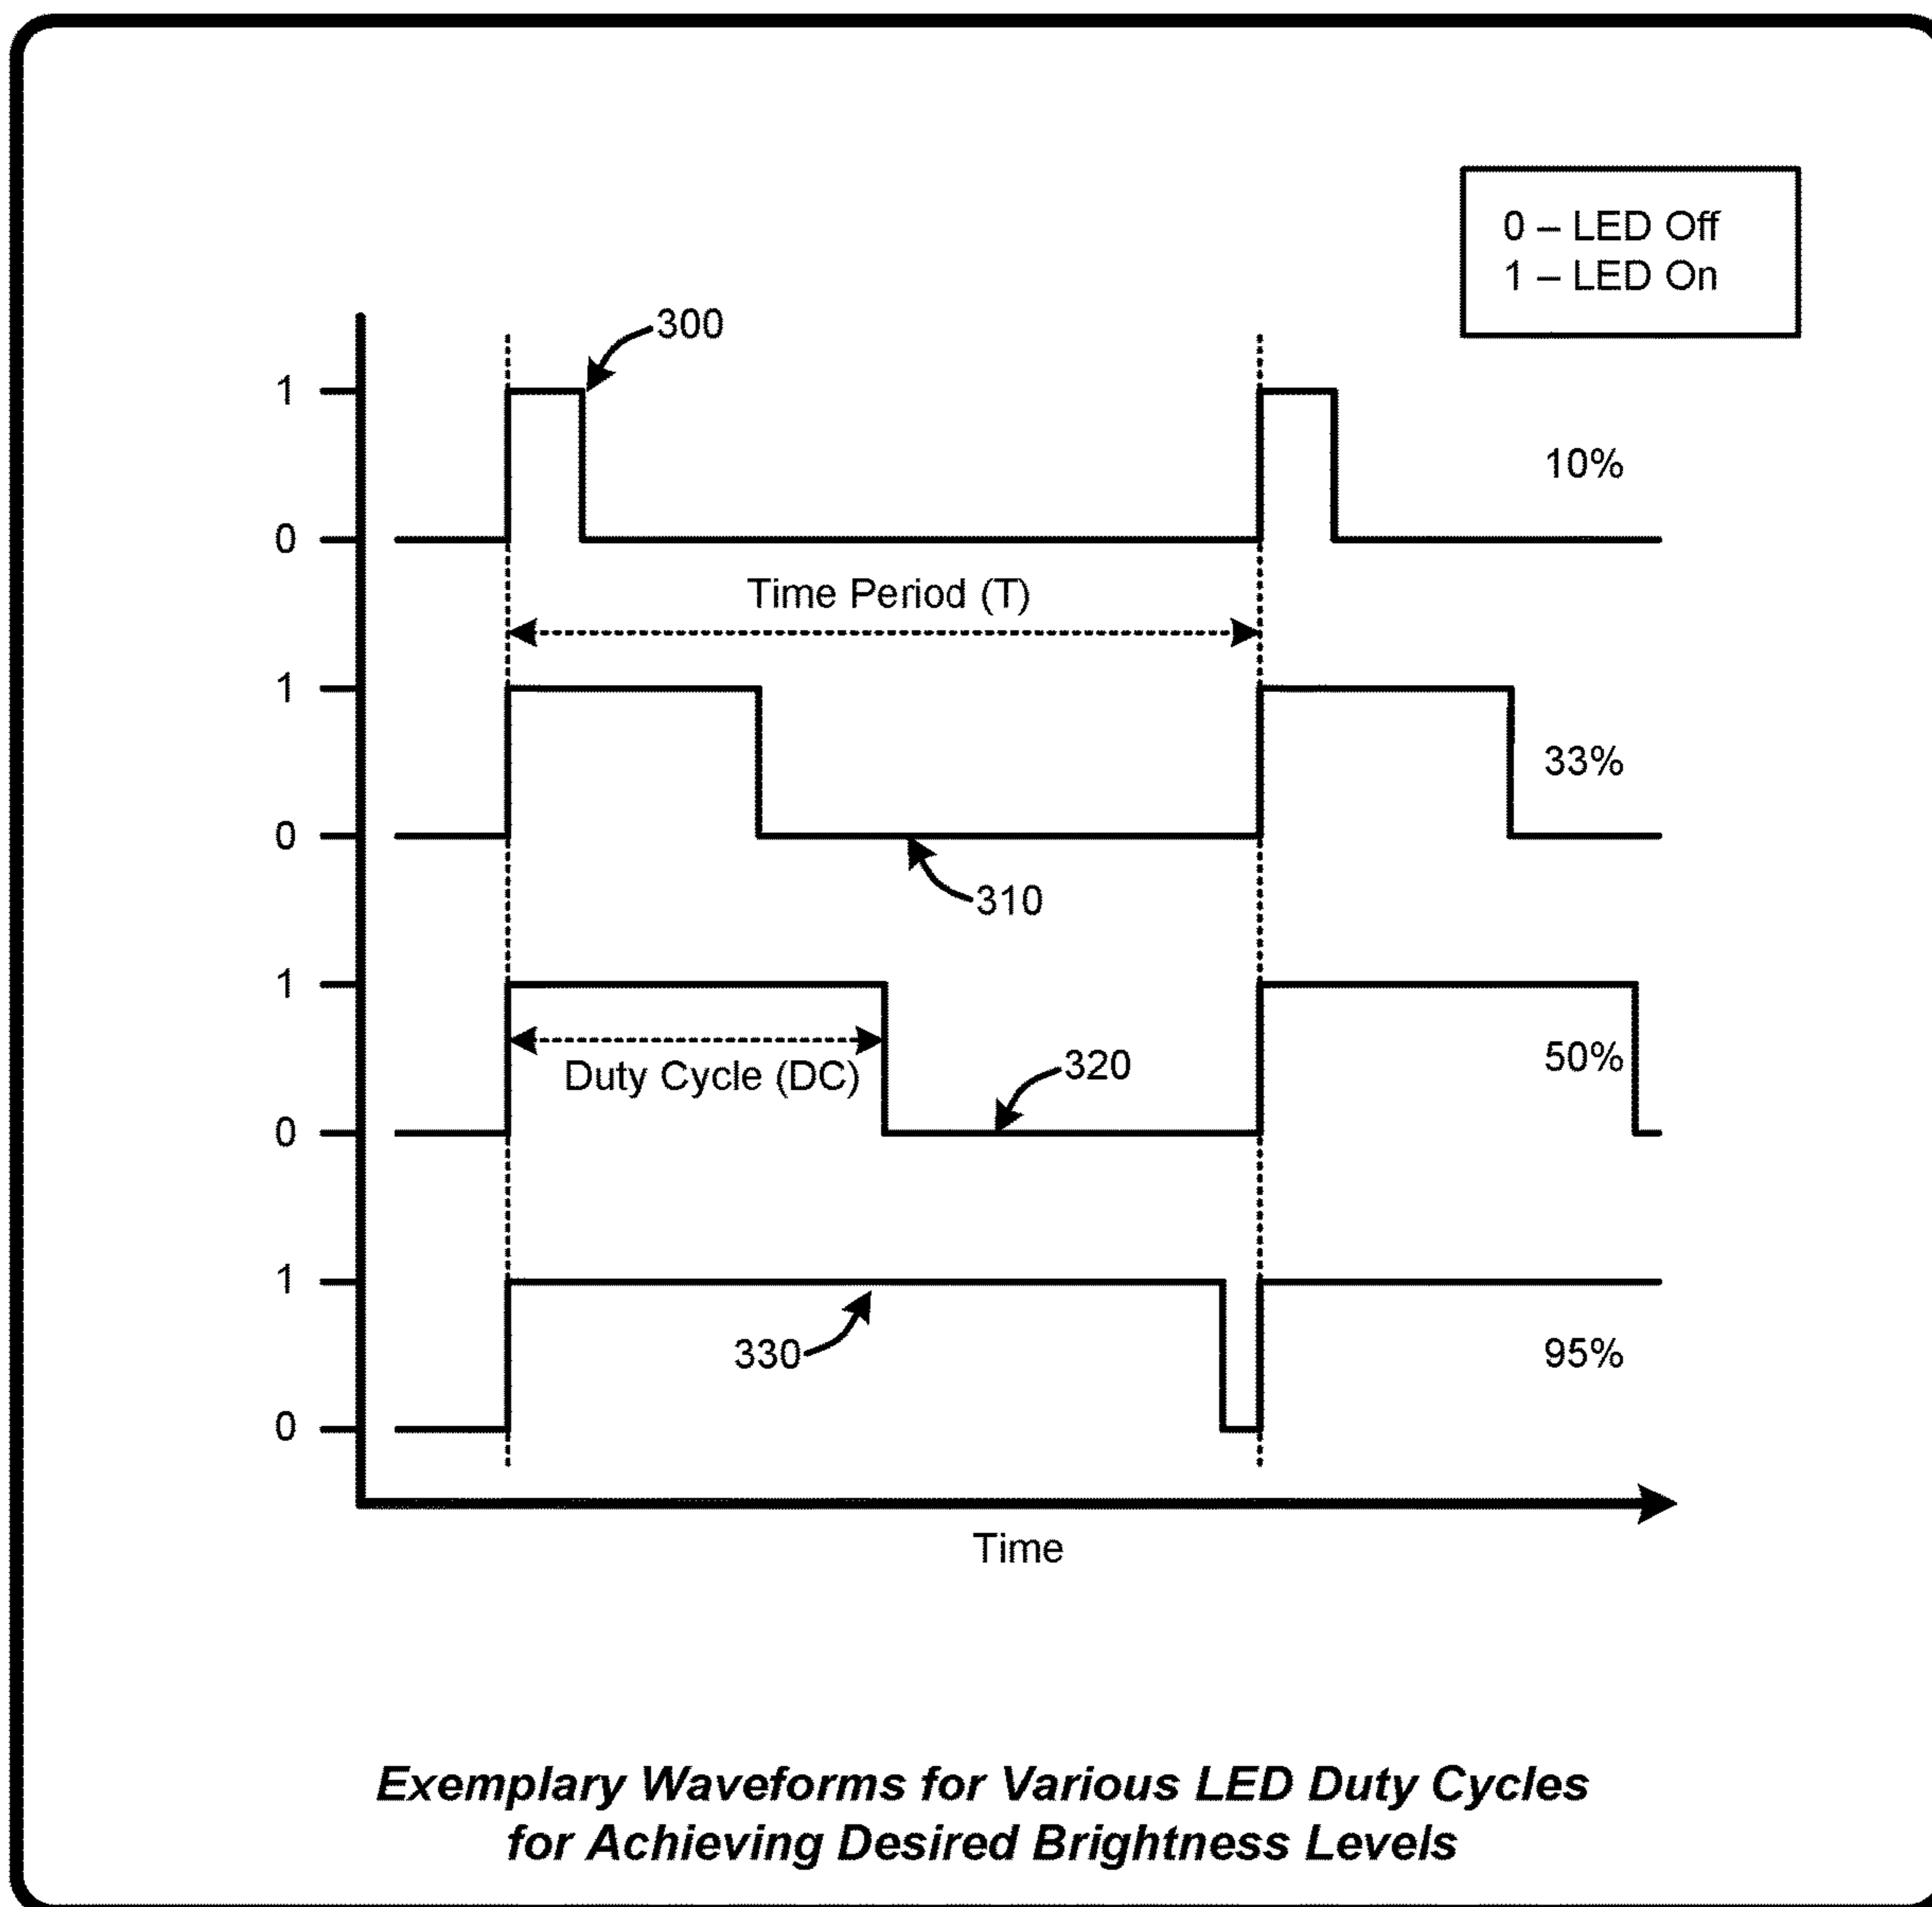 0 – LED Off
1 – LED On
300
1
10%
0
Time Period (T)
1
33%
0
310
1
50%
Duty Cycle (DC)
320
0
1
330
95%
0
Time
Exemplary Waveforms for Various LED Duty Cycles
for Achieving Desired Brightness Levels